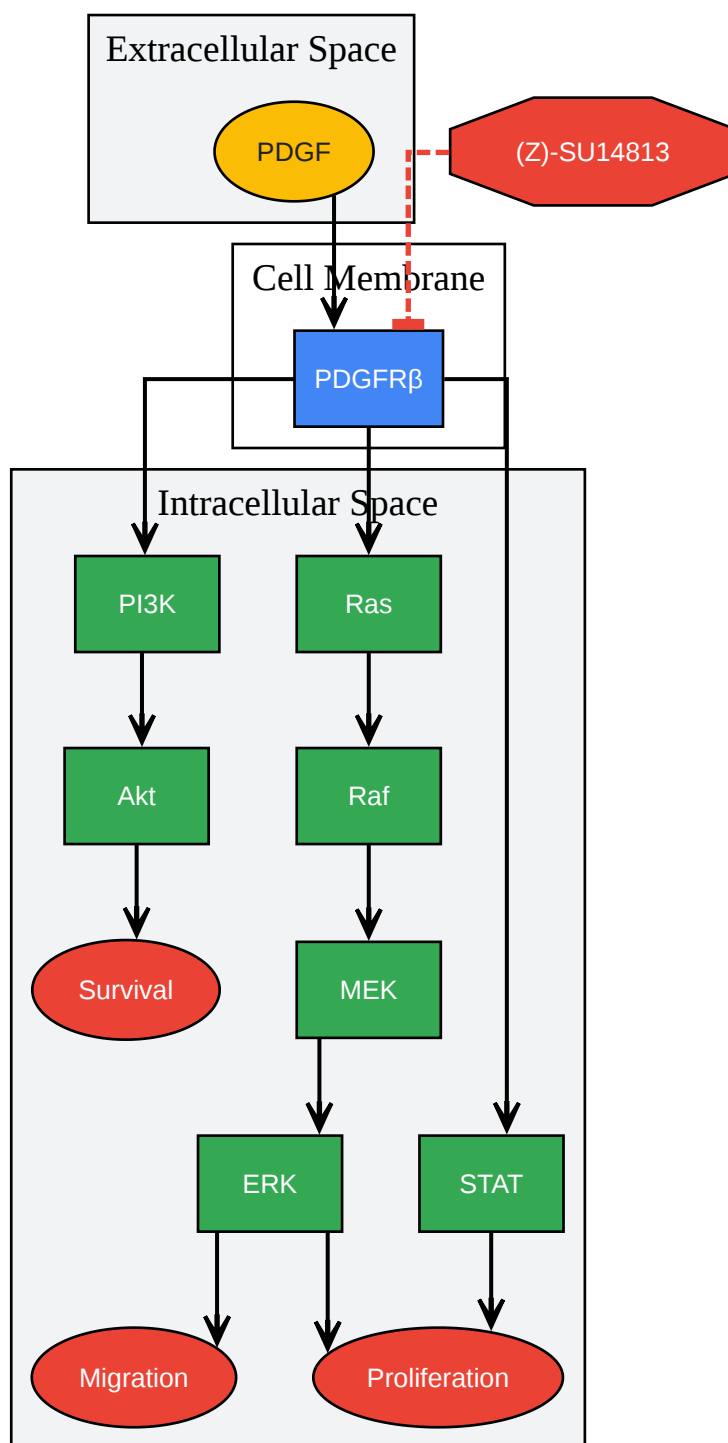 Extracellular Space
PDGF
(Z)-SU14813
Cell Membrane
PDGFRβ
Intracellular Space
PI3K
Ras
Akt
Raf
Survival
MEK
ERK
STAT
Migration
Proliferation